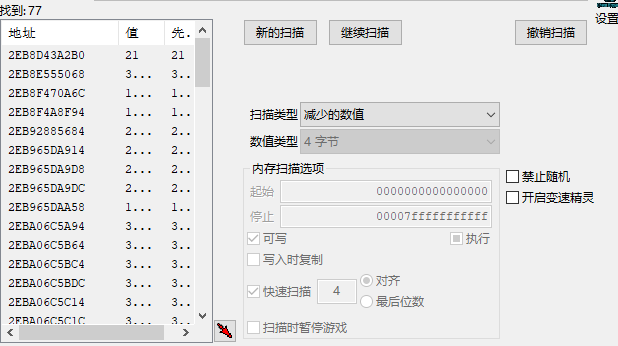 找到: 77
设置
地址 值 先.
新的扫描 继续扫描 撤销扫描
2EB8D43A2B0 21 21
2EB8E555068 3... 3...
2EB8F470A6C 1... 1...
2EB8F4A8F94 1... 1...
2EB92885684 2... 2...
2EB965DA914 2... 2...
2EB965DA9D8 2... 2...
2EB965DA9DC 2... 2...
2EB965DAA58 1... 1...
2EBA06C5A94 3... 3...
2EBA06C5B64 3... 3...
2EBA06C5BC4 3... 3...
2EBA06C5BDC 3... 3...
2EBA06C5C14 3... 3...
2EBA06C5C1C 3... 3...
扫描类型 减少的数值
数值类型 4 字节
内存扫描选项
起始 0000000000000000
停止 00007fffffffffff
可写 执行
写入时复制
快速扫描 4 对齐
最后位数
扫描时暂停游戏
禁止随机
开启变速精灵